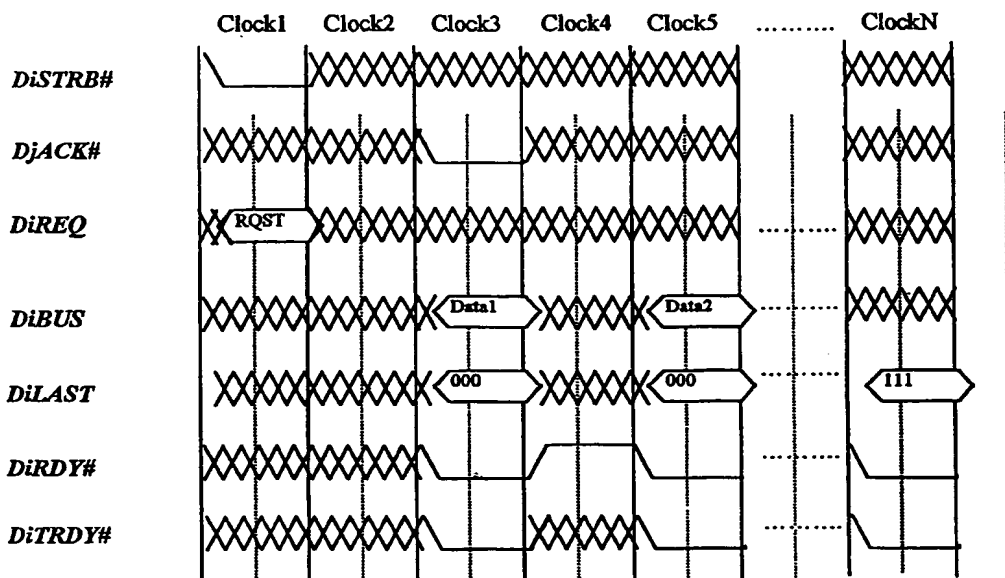 Clock1 Clock2 Clock3 Clock4 Clock5 ......... ClockN
DiSTRB#
DjACK#
DiREQ RQST
DiBUS Data1 Data2
DiLAST 000 000 111
DiRDY#
DiTRDY#